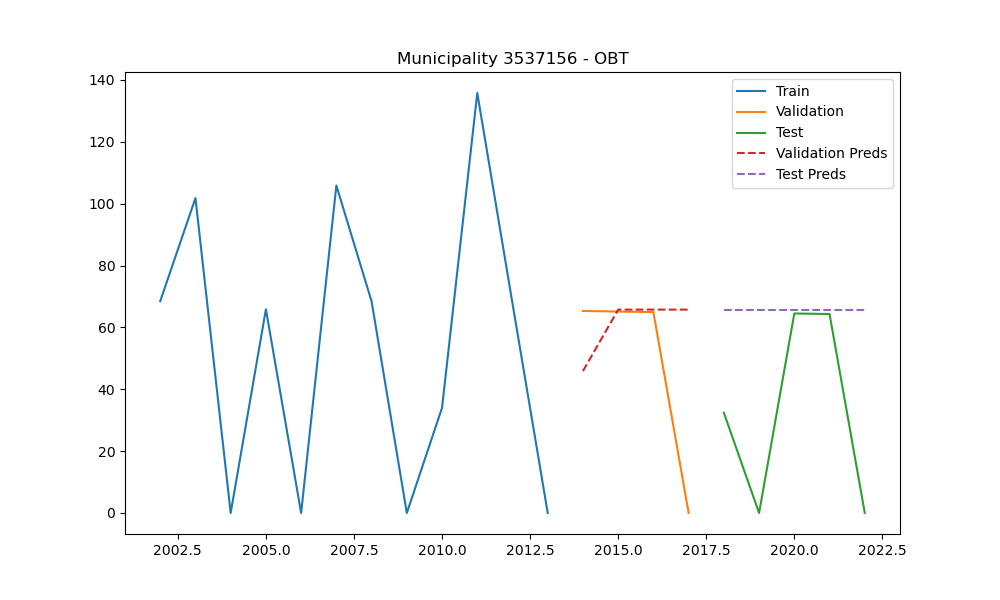 Municipality 3537156 - OBT
140
120
100
80
60
40
20
0
2002.5 2005.0 2007.5 2010.0 2012.5 2015.0 2017.5 2020.0 2022.5
Train
Validation
Test
Validation Preds
Test Preds